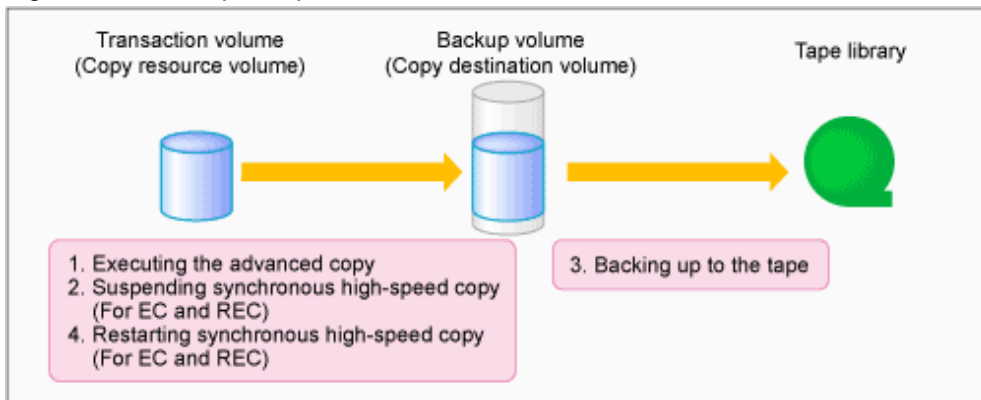 Transaction volume
(Copy resource volume)
Backup volume
(Copy destination volume)
Tape library
1. Executing the advanced copy
2. Suspending synchronous high-speed copy
(For EC and REC)
4. Restarting synchronous high-speed copy
(For EC and REC)
3. Backing up to the tape